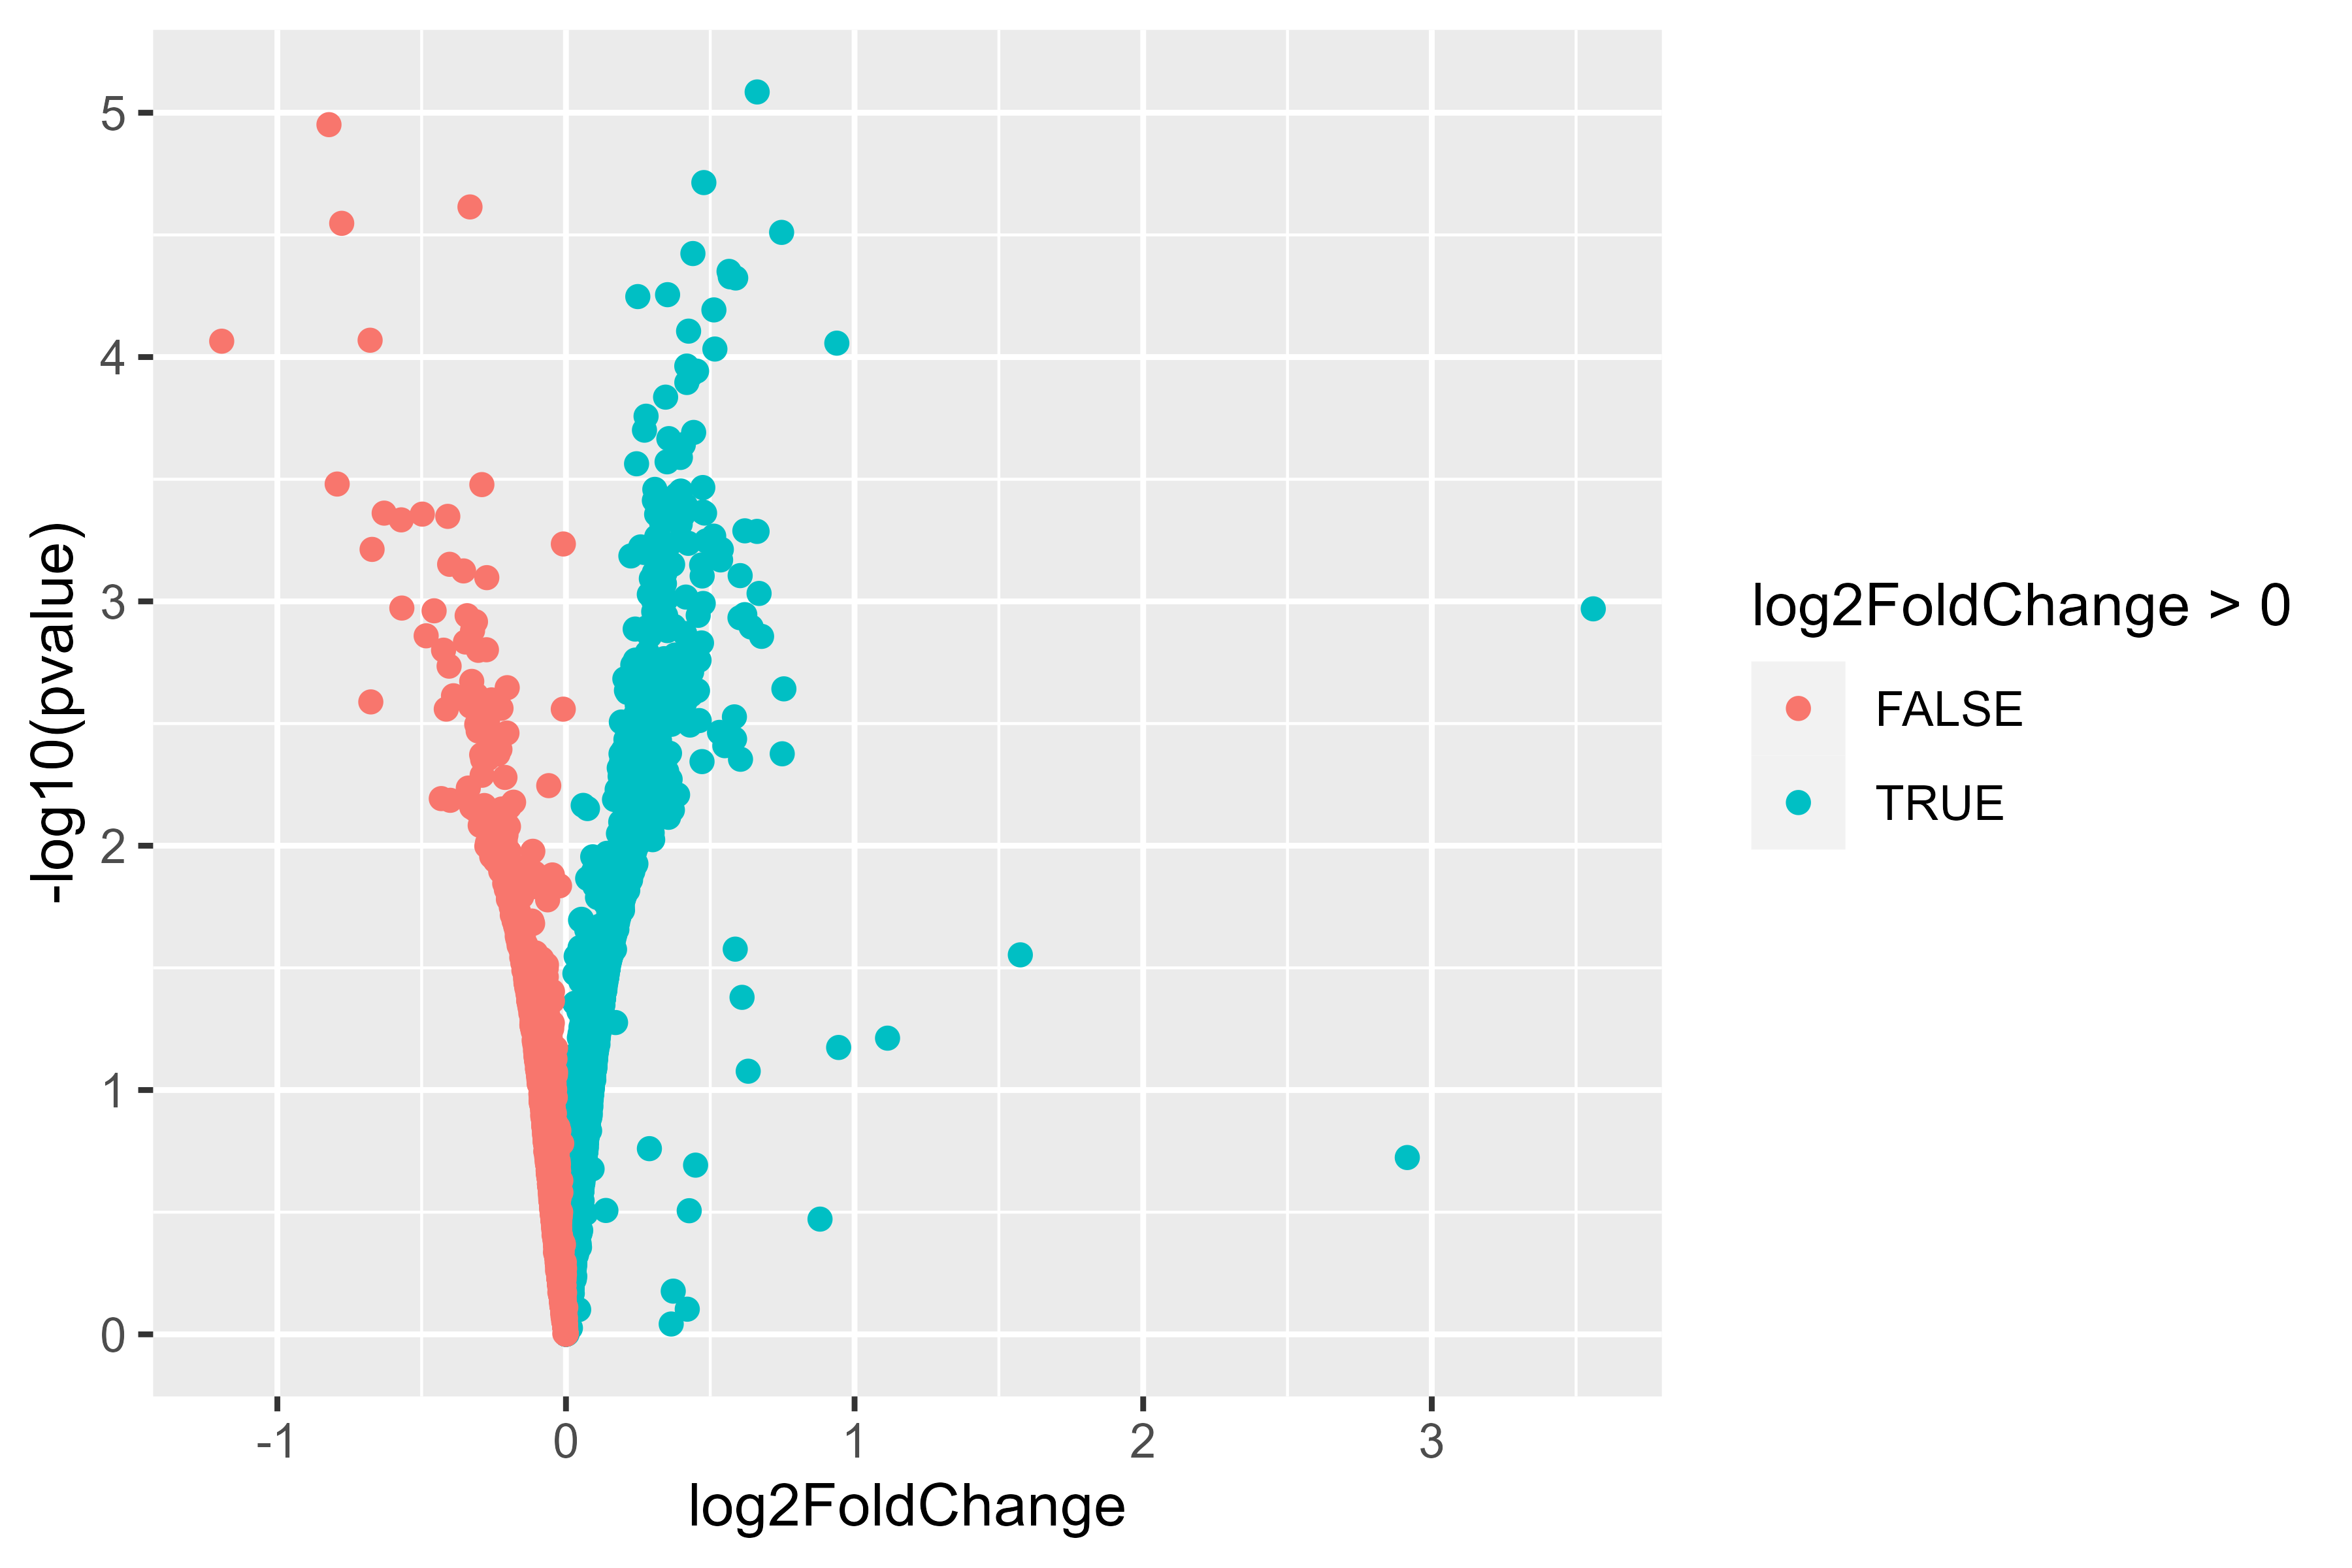 5
4
3
2
1
0
-log10(pvalue)
-1 0 1 2 3
log2FoldChange
log2FoldChange > 0
FALSE
TRUE